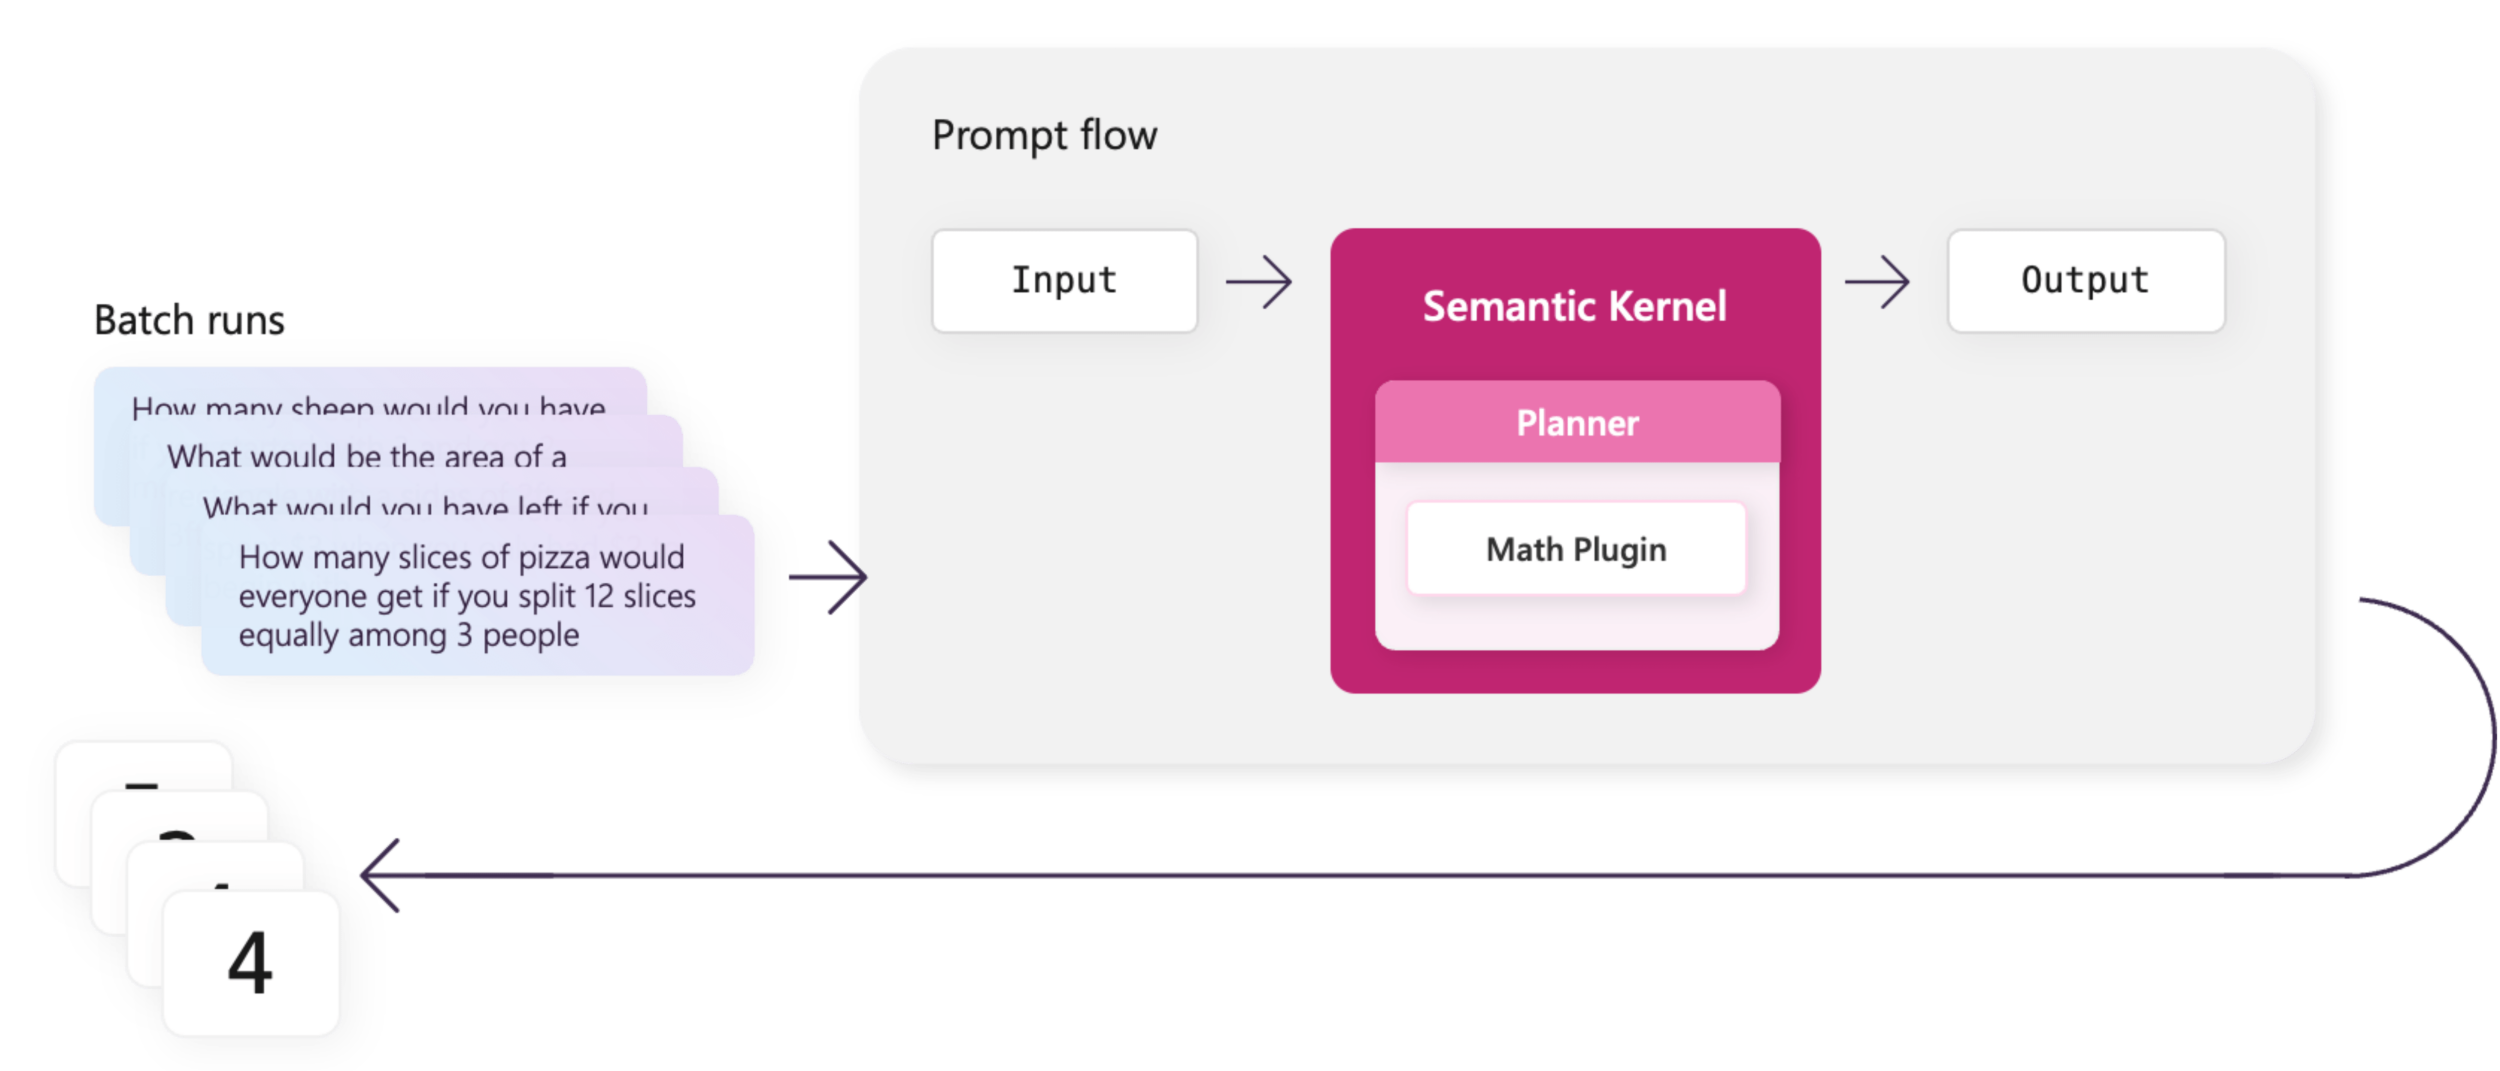 Prompt flow
Input
Semantic Kernel
Output
Planner
Math Plugin
Batch runs
How many sheep would you have
What would be the area of a
What would you have left if you
How many slices of pizza would
everyone get if you split 12 slices
equally among 3 people
4